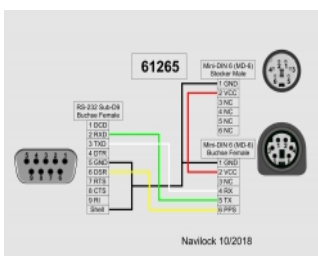 61265
Mini-DIN 6 (MD-6)
Stecker Male
1 GND
2 VCC
3 NC
4 NC
5 NC
6 NC
RS-232 Sub-D9
Buchse Female
1 DCD
2 RXD
3 TXD
4 DTR
5 GND
6 DSR
7 RTS
8 CTS
9 RI
Shell
Mini-DIN 6 (MD-6)
Buchse Female
1 GND
2 VCC
3 NC
4 RX
5 TX
6 PPS
Navilock 10/2018